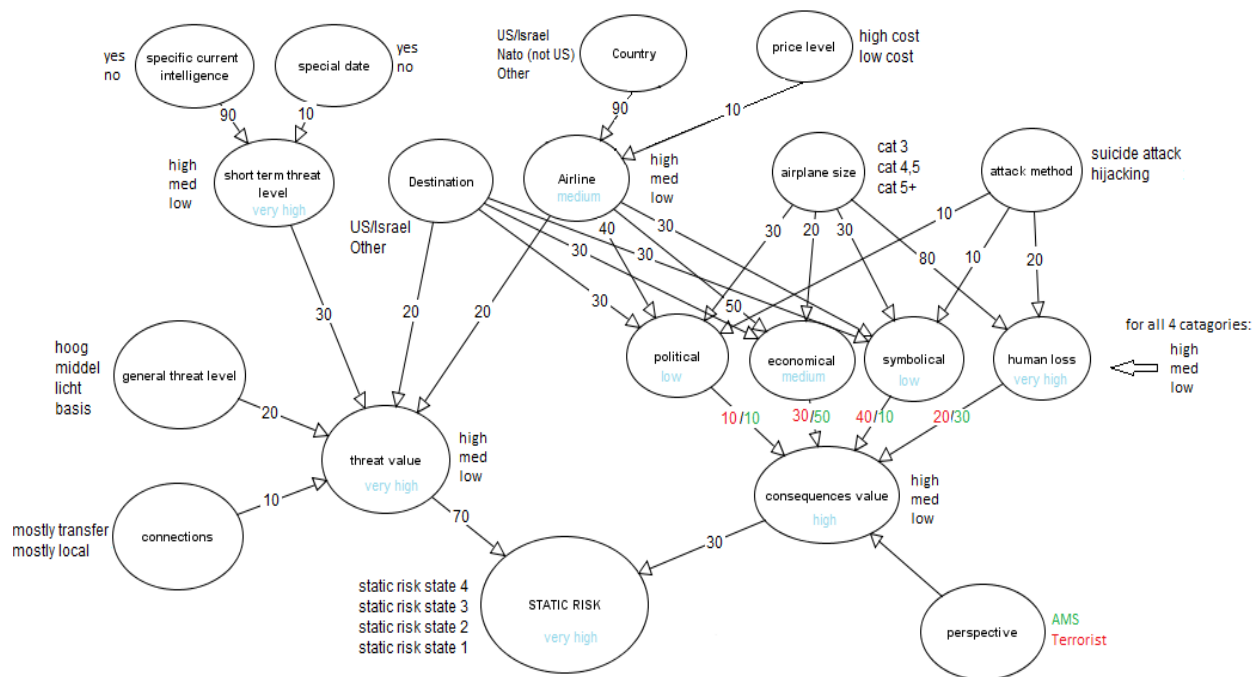 US/Israel
Nato (not US)
Other
Country
price level
high cost
low cost
yes
no
specific current
intelligence
special date
yes
no
90
10
90
10
high
med
low
short term threat
level
very high
Destination
US/Israel
Other
Airline
medium
high
med
low
airplane size
cat 3
cat 4,5
cat 5+
attack method
suicide attack
hijacking
40
30
30
20
30
10
30
30
80
10
20
30
20
20
30
50
political
low
economical
medium
symbolical
low
human loss
very high
for all 4 catagories:
high
med
low
hoog
middel
licht
basis
general threat level
20
10/10
30/50
40/10
20/30
threat value
very high
high
med
low
consequences value
high
high
med
low
mostly transfer
mostly local
connections
10
70
30
static risk state 4
static risk state 3
static risk state 2
static risk state 1
STATIC RISK
very high
perspective
AMS
Terrorist